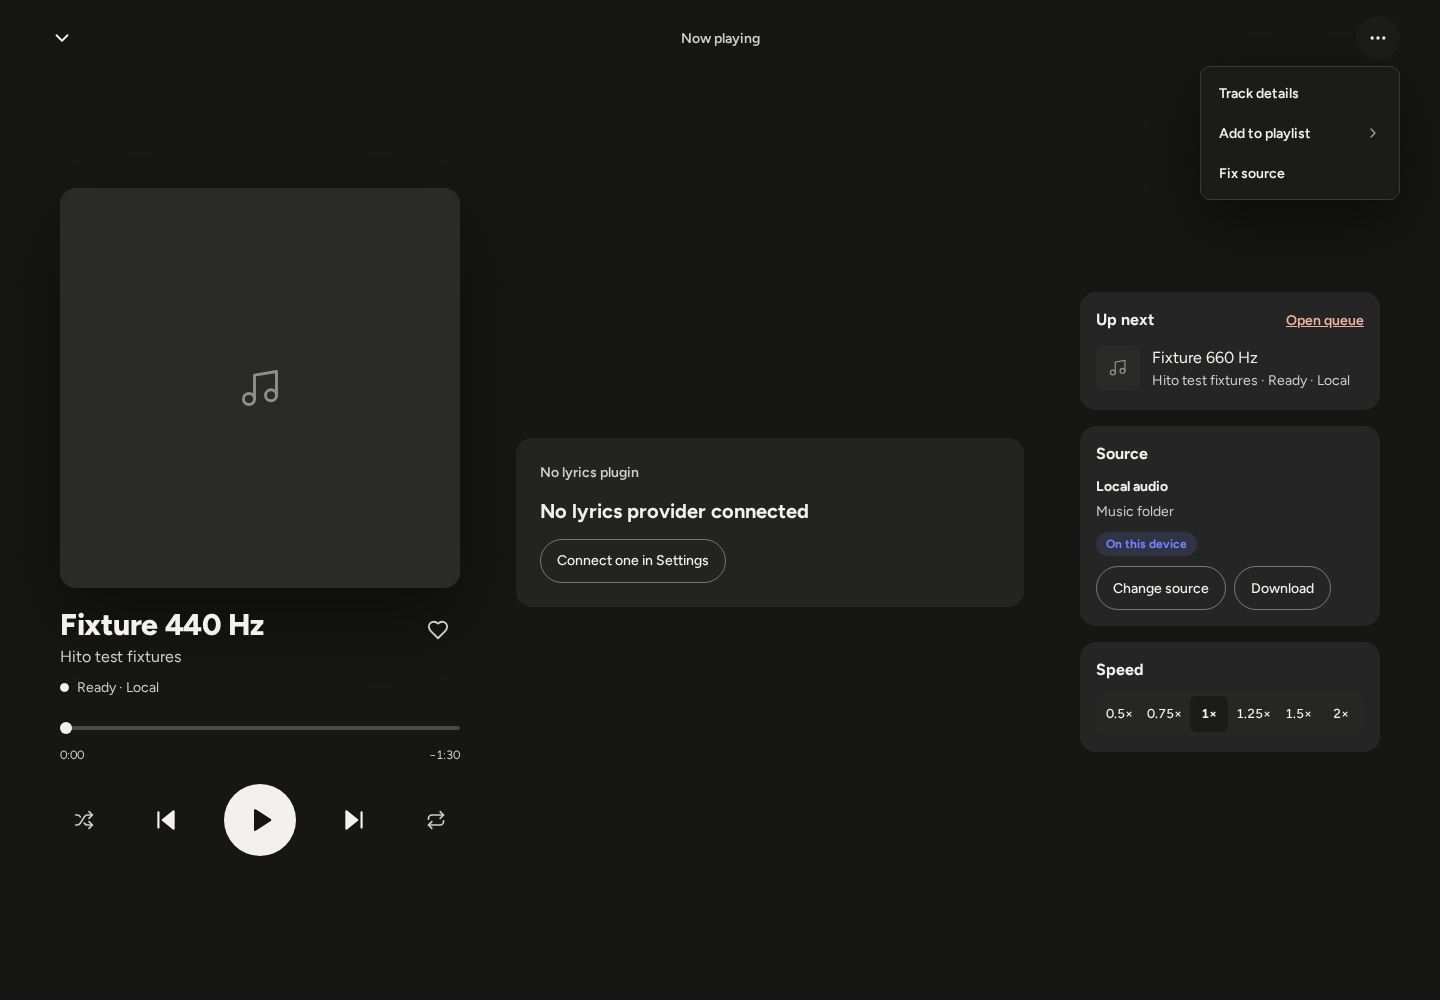 Now playing
Track details
Add to playlist
Fix source
Fixture 440 Hz
Hito test fixtures
Ready · Local
0:00
−1:30
No lyrics plugin
No lyrics provider connected
Connect one in Settings
Up next
Open queue
Fixture 660 Hz
Hito test fixtures · Ready · Local
Source
Local audio
Music folder
On this device
Change source
Download
Speed
0.5× 0.75× 1× 1.25× 1.5× 2×